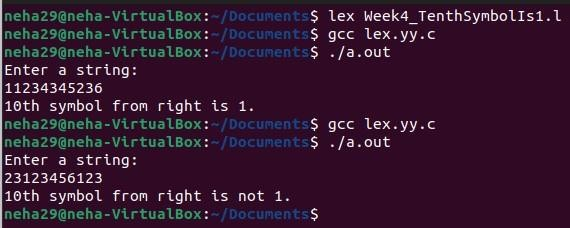 neha29@neha-VirtualBox:~/Documents$ lex Week4_TenthSymbolIs1.l
neha29@neha-VirtualBox:~/Documents$ gcc lex.yy.c
neha29@neha-VirtualBox:~/Documents$ ./a.out
Enter a string:
11234345236
10th symbol from right is 1.
neha29@neha-VirtualBox:~/Documents$ gcc lex.yy.c
neha29@neha-VirtualBox:~/Documents$ ./a.out
Enter a string:
23123456123
10th symbol from right is not 1.
neha29@neha-VirtualBox:~/Documents$